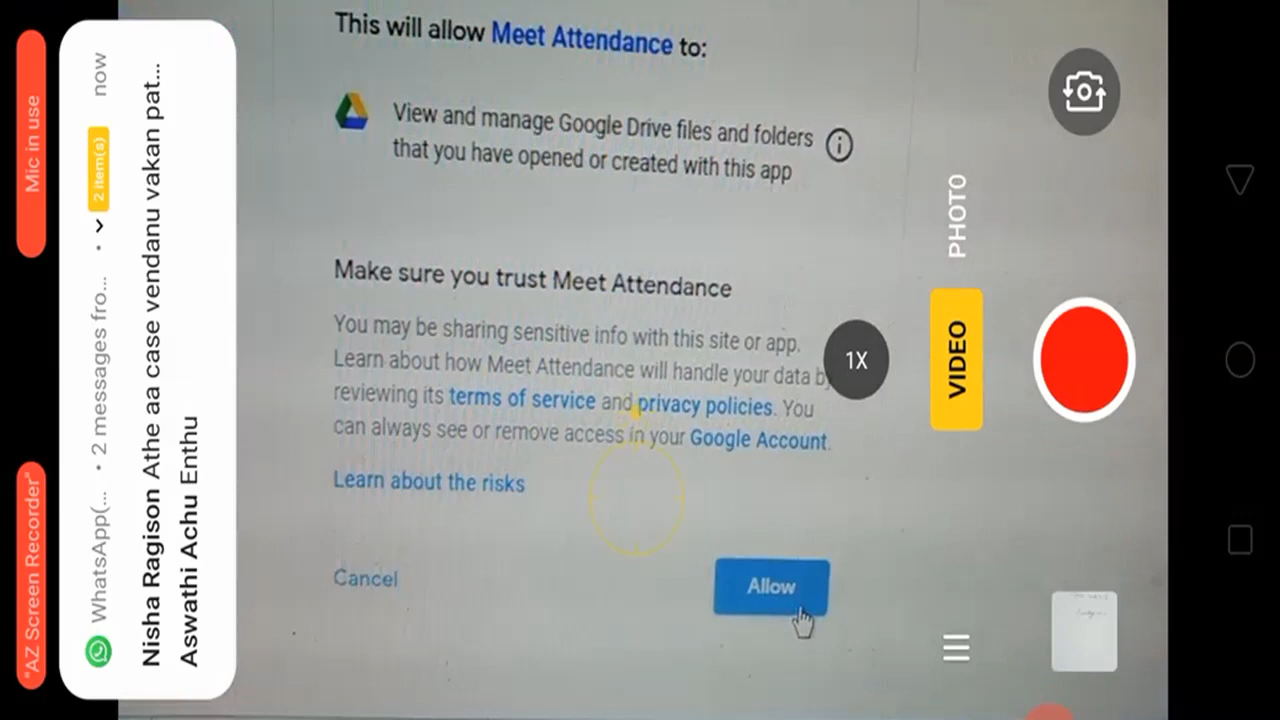 "AZ Screen Recorder"
Mic in use
WhatsApp(... • 2 messages fro... • 2 item(s) now
Nisha Ragison Athe aa case vendanu vakan pat...
Aswathi Achu Enthu
This will allow Meet Attendance to:
View and manage Google Drive files and folders
that you have opened or created with this app
Make sure you trust Meet Attendance
You may be sharing sensitive info with this site or app.
Learn about how Meet Attendance will handle your data
reviewing its terms of service and privacy policies. You
can always see or remove access in your Google Account.
Learn about the risks
Cancel
Allow
1X
PHOTO
VIDEO